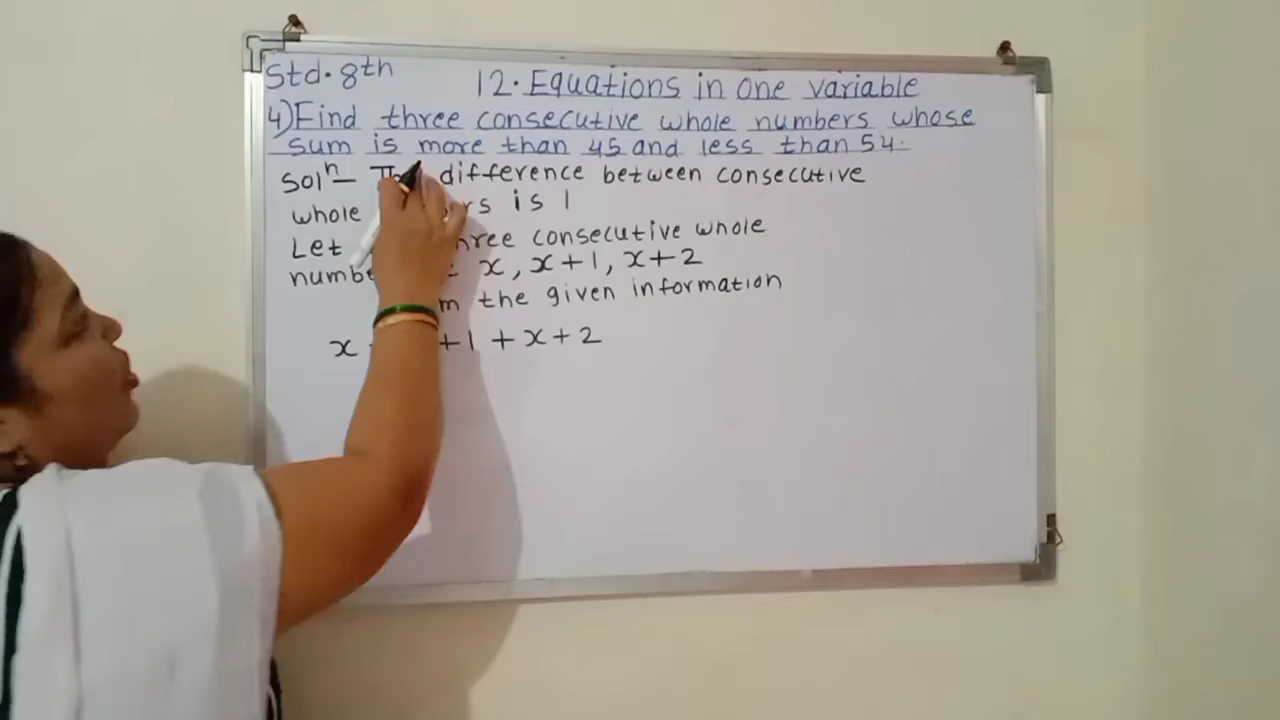 Std. 8th
12. Equations in one variable
4) Find three consecutive whole numbers whose
sum is more than 45 and less than 54.
Solⁿ- difference between consecutive
whole is 1
Let three consecutive whole
x, x+1, x+2
the given information
x +1 + x + 2